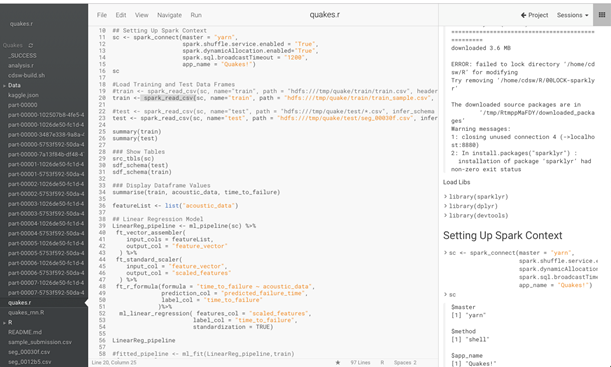 File Edit View Navigate Run
quakes.r
Project Sessions
quakes.r
Quakes
_SUCCESS
analysis.r
cdsw-build.sh
Data
kaggle.json
part-00000
part-00000-102507b8-4fe5-4
part-00000-3487e338-9a8a-4
part-00000-7a13f84b-df48-4
part-00001-1026de50-fc1d-4
part-00001-5753f592-50da-4
part-00002-1026de50-fc1d-4
part-00002-5753f592-50da-4
part-00003-1026de50-fc1d-4
part-00003-5753f592-50da-4
part-00004-1026de50-fc1d-4
part-00004-5753f592-50da-4
part-00005-1026de50-fc1d-4
part-00005-5753f592-50da-4
part-00006-1026de50-fc1d-4
part-00006-5753f592-50da-4
part-00007-1026de50-fc1d-4
part-00007-5753f592-50da-4
quakes.r
quakes_mn.R
R
README.md
sample_submission.csv
seg_00030f.csv
seg_0012b5.csv
10 ## Setting Up Spark Context
11 sc <- spark_connect(master = "yarn",
12 spark.shuffle.service.enabled = "True",
13 spark.dynamicAllocation.enabled="True",
14 spark.sql.broadcastTimeout = "1200",
15 app_name = "Quakes!")
16 sc
17
18 #Load Training and Test Data Frames
19 #train <- spark_read_csv(sc, name="train", path = "hdfs:///tmp/quake/train/train.csv", header
20 train <- spark_read_csv(sc, name="train", path = "hdfs:///tmp/quake/train/train_sample.csv",
21
22 #test <- spark_read_csv(sc, name="test", path = "hdfs:///tmp/quake/test/*.csv", infer_schema
23 test <- spark_read_csv(sc, name="test", path = "hdfs:///tmp/quake/test/seg_00030f.csv", infer
24
25 summary(train)
26 summary(test)
27
28 ### Show Tables
29 src_tbls(sc)
30 sdf_schema(test)
31 sdf_schema(train)
32
33 ### Display Dataframe Values
34 summarise(train, acoustic_data, time_to_failure)
35
36 featureList <- list("acoustic_data")
37
38 ## Linear Regression Model
39 LinearReg_pipeline <- ml_pipeline(sc) %>%
40 ft_vector_assembler(
41 input_cols = featureList,
42 output_col = "feature_vector"
43 ) %>%
44 ft_standard_scaler(
45 input_col = "feature_vector",
46 output_col = "scaled_features"
47 ) %>%
48 ft_r_formula(formula = "time_to_failure ~ acoustic_data",
49 prediction_col = "predicted_failure_time",
50 label_col = "time_to_failure"
51 )%>%
52 ml_linear_regression( features_col = "scaled_features",
53 label_col = "time_to_failure",
54 standardization = TRUE)
55
56 LinearReg_pipeline
57
58 #fitted_pipeline <- ml_fit(LinearReg_pipeline,train)
Line 20, Column 25 97 Lines R Spaces 2
==========================================
=========
downloaded 3.6 MB
ERROR: failed to lock directory '/home/cd
sw/R' for modifying
Try removing '/home/cdsw/R/00LOCK-sparkly
r'
The downloaded source packages are in
'/tmp/RtmppMaFDY/downloaded_packa
ges'
Warning messages:
1: closing unused connection 4 (->localho
st:8880)
2: In install.packages("sparklyr") :
installation of package 'sparklyr' had
non-zero exit status
Load Libs
> library(sparklyr)
> library(dplyr)
> library(devtools)
Setting Up Spark Context
> sc <- spark_connect(master = "yarn",
spark.shuffle.service.e
spark.dynamicAllocation
spark.sql.broadcastTime
app_name = "Quakes!")
> sc
$master
[1] "yarn"
$method
[1] "shell"
$app_name
[1] "Quakes!"